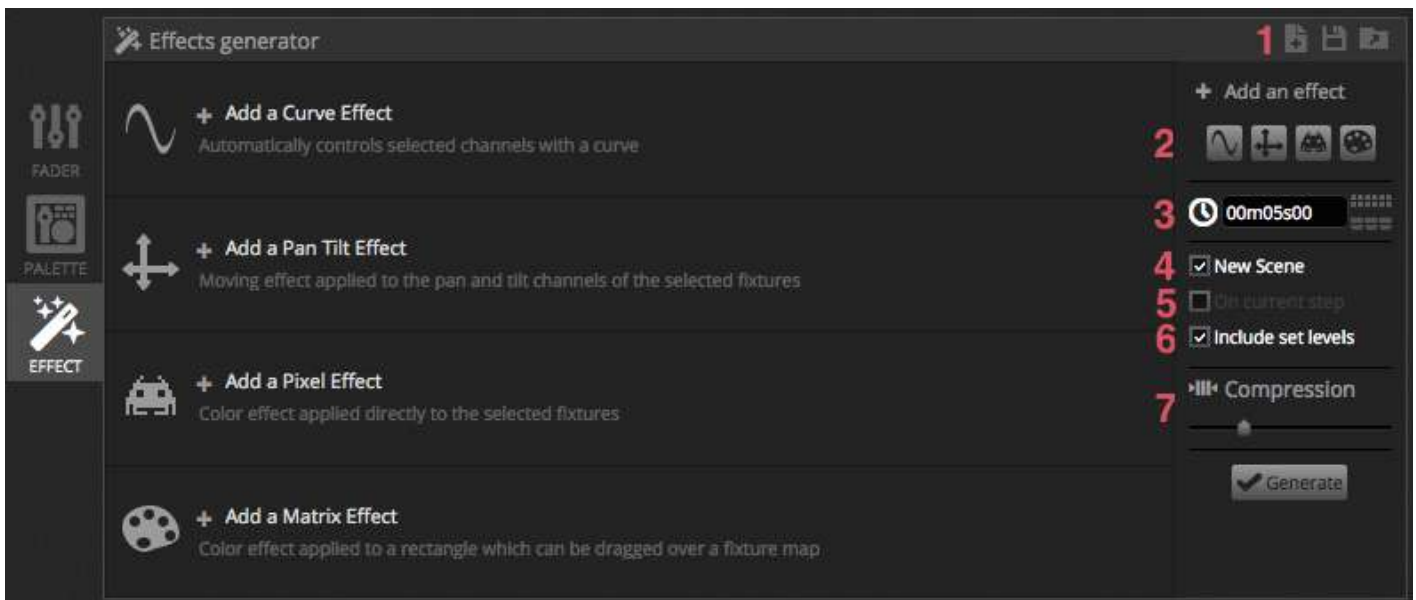 Effects generator
1
FADER
PALETTE
EFFECT
+ Add a Curve Effect
Automatically controls selected channels with a curve
+ Add a Pan Tilt Effect
Moving effect applied to the pan and tilt channels of the selected fixtures
+ Add a Pixel Effect
Color effect applied directly to the selected fixtures
+ Add a Matrix Effect
Color effect applied to a rectangle which can be dragged over a fixture map
+ Add an effect
2
3 00m05s00
4 New Scene
5 On current step
6 Include set levels
7 Compression
Generate